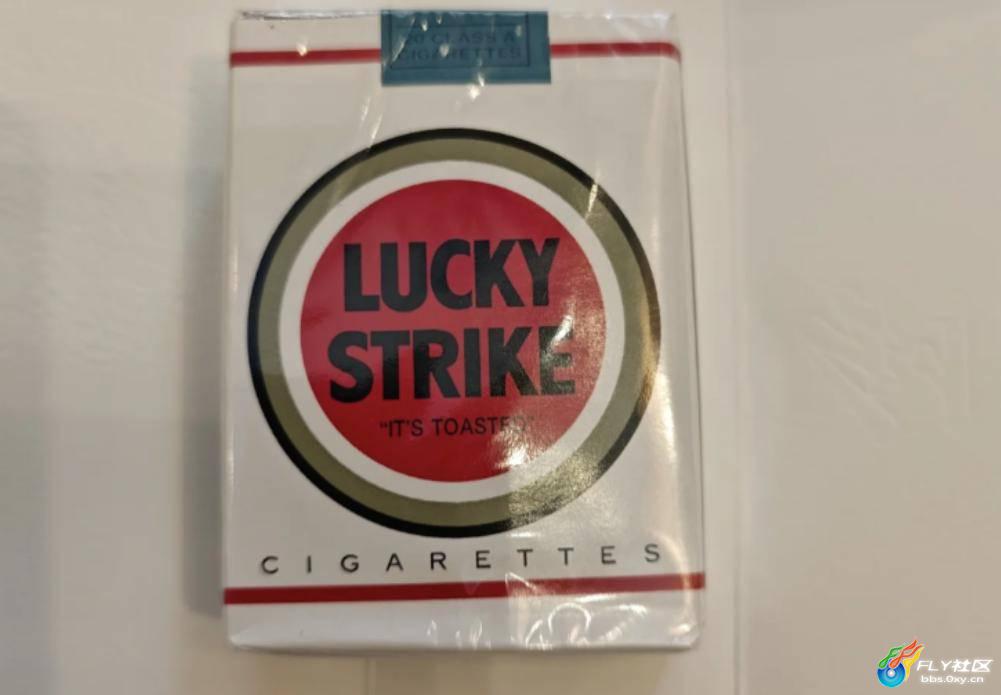 20 CLASS A
CIGARETTES
LUCKY
STRIKE
“IT'S TOASTED”
CIGARETTES
FLY社区
bbs.0xy.cn